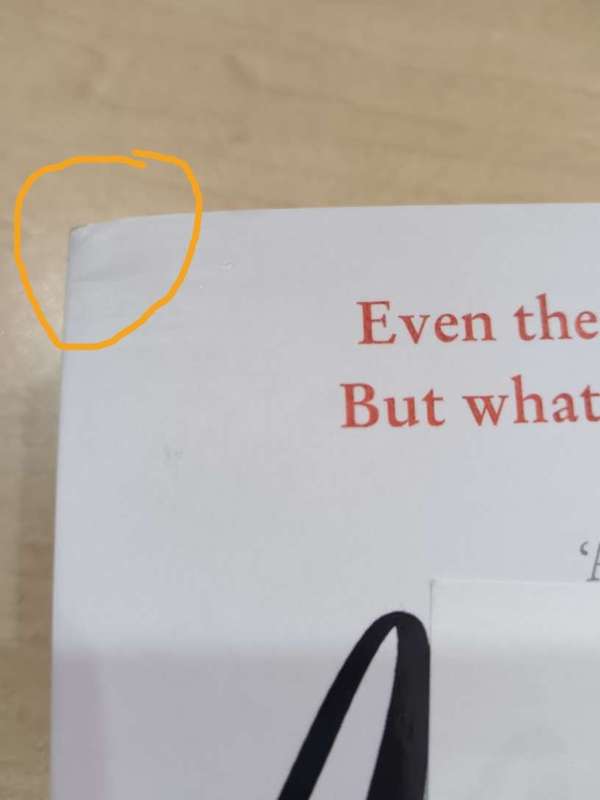 Even the
But what